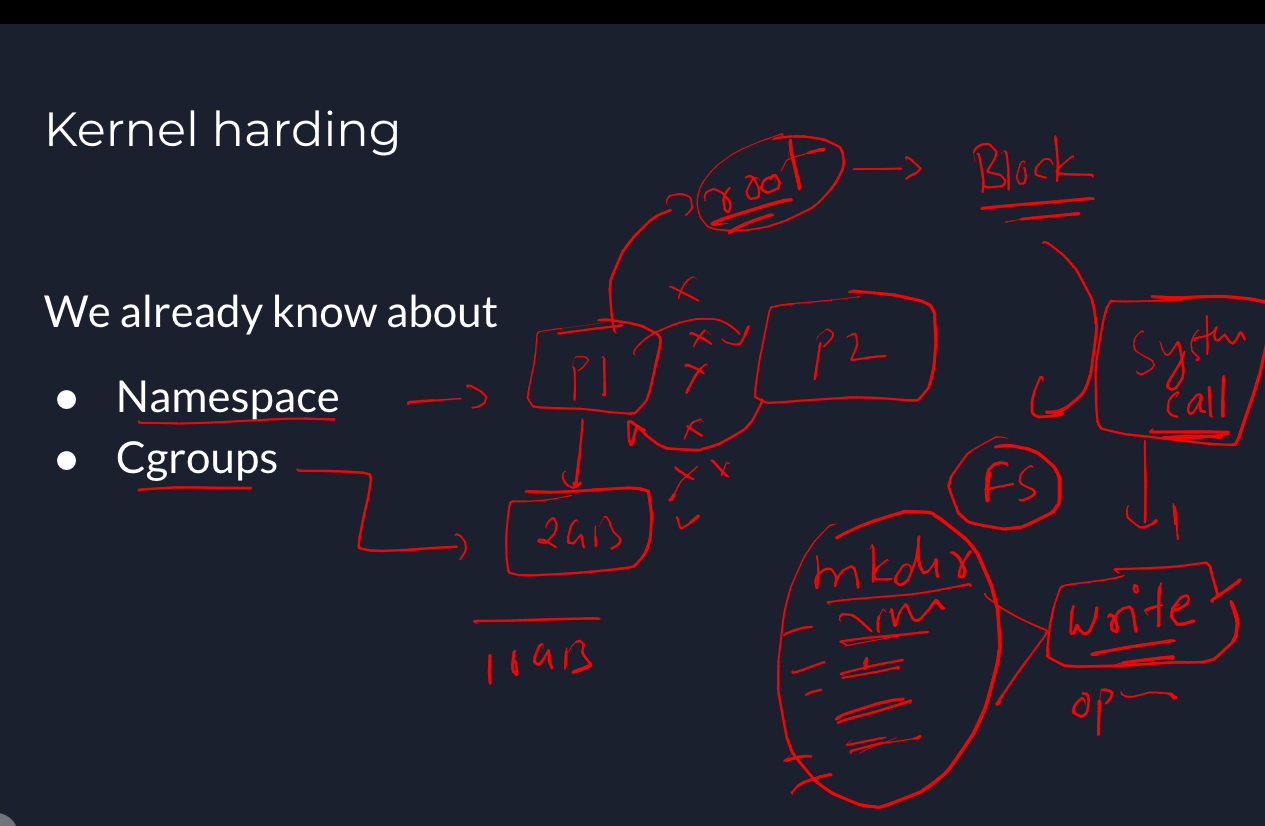 Kernel harding
root
Block
We already know about
P1
P2
System
call
● Namespace
● Cgroups
FS
2GB
mkdir
rm
write
op
16GB